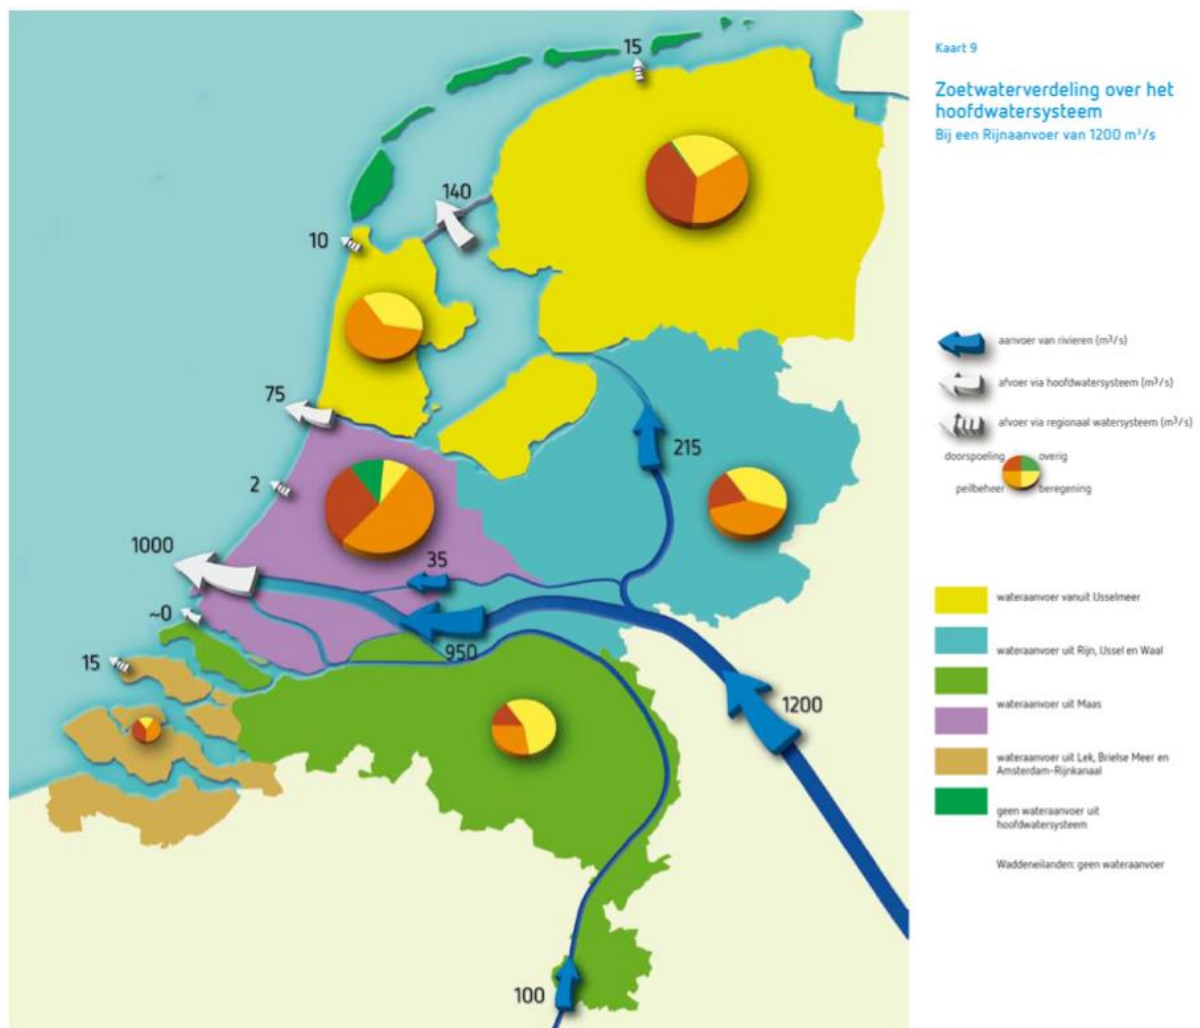 Kaart 9
Zoetwaterverdeling over het
hoofdwatersysteem
Bij een Rijnaanvoer van 1200 m³/s
15
140
10
75
2
1000
~0
15
35
950
215
1200
100
aanvoer van rivieren (m³/s)
afvoer via hoofdwatersysteem (m³/s)
afvoer via regionaal watersysteem (m³/s)
doorspoeling
overig
peilbeheer
beregening
wateraanvoer vanuit IJsselmeer
wateraanvoer uit Rijn, IJssel en Waal
wateraanvoer uit Maas
wateraanvoer uit Lek, Brielse Meer en
Amsterdam-Rijnkanaal
geen wateraanvoer uit
hoofdwatersysteem
Waddeneilanden: geen wateraanvoer